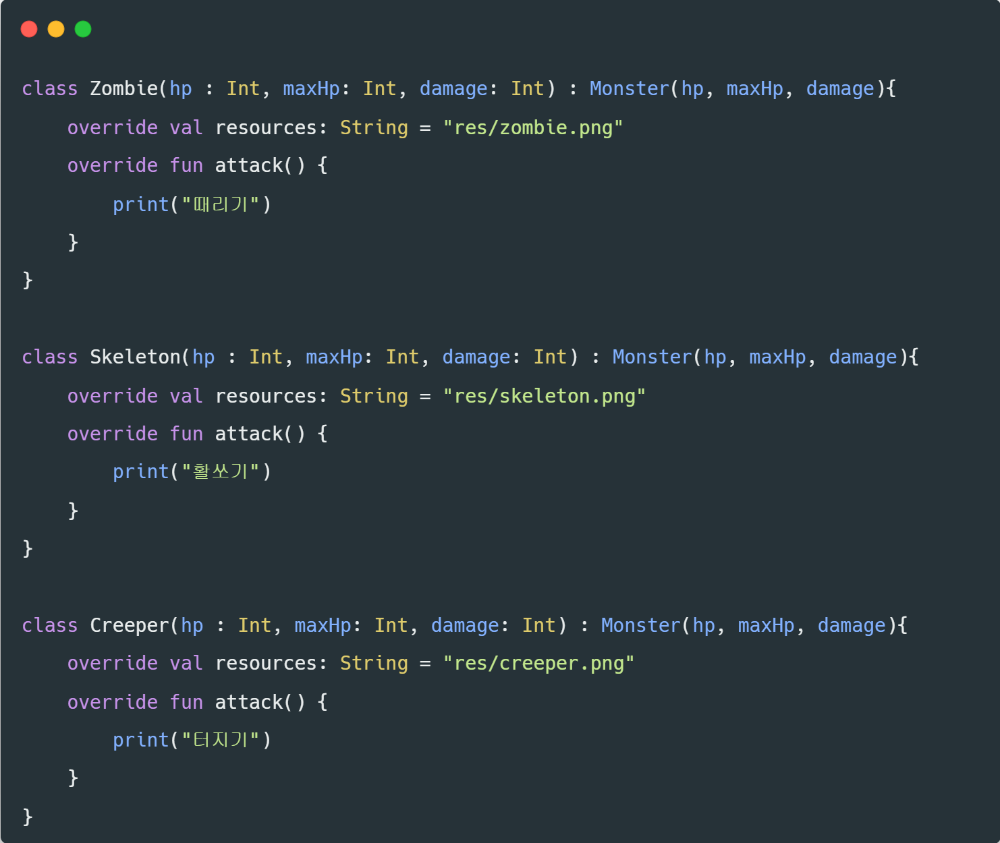 class Zombie(hp : Int, maxHp: Int, damage: Int) : Monster(hp, maxHp, damage){
    override val resources: String = "res/zombie.png"
    override fun attack() {
        print("때리기")
    }
}

class Skeleton(hp : Int, maxHp: Int, damage: Int) : Monster(hp, maxHp, damage){
    override val resources: String = "res/skeleton.png"
    override fun attack() {
        print("활쏘기")
    }
}

class Creeper(hp : Int, maxHp: Int, damage: Int) : Monster(hp, maxHp, damage){
    override val resources: String = "res/creeper.png"
    override fun attack() {
        print("터지기")
    }
}